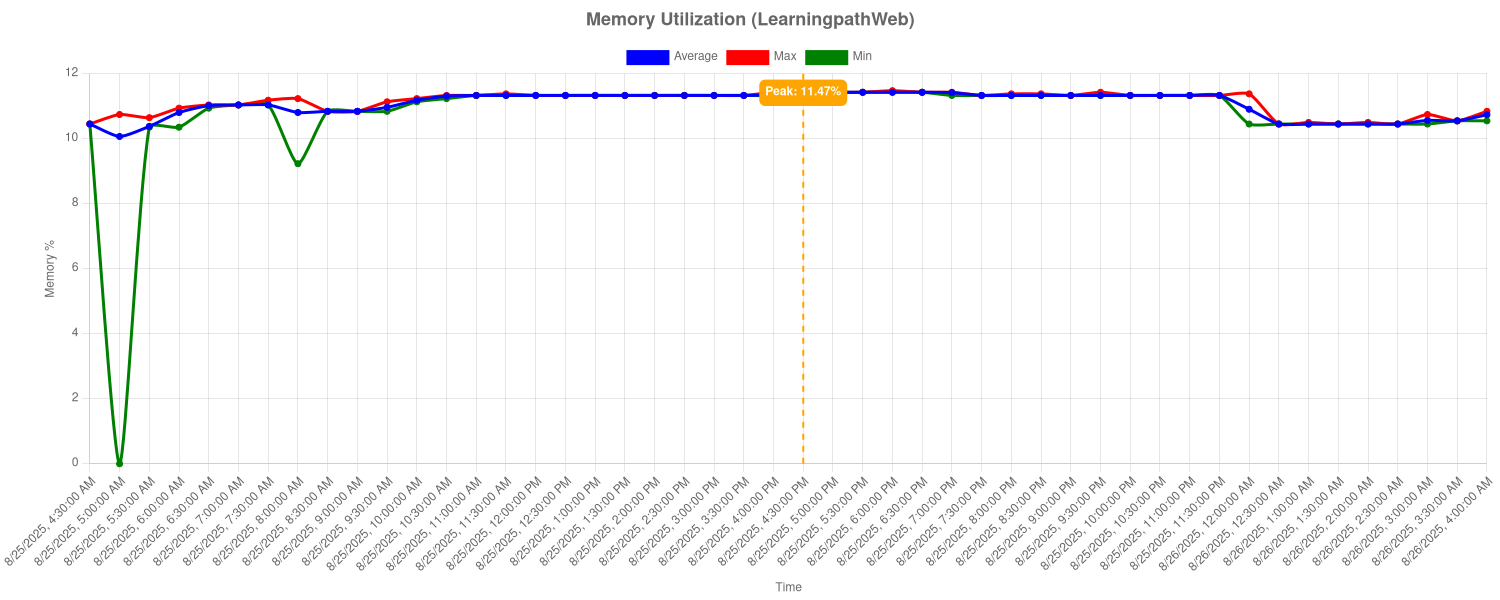 Memory Utilization (LearningpathWeb)
Average Max Min
Peak: 11.47%
12
10
8
6
4
2
0
Memory %
8/25/2025, 4:30:00 AM
8/25/2025, 5:00:00 AM
8/25/2025, 5:30:00 AM
8/25/2025, 6:00:00 AM
8/25/2025, 6:30:00 AM
8/25/2025, 7:00:00 AM
8/25/2025, 7:30:00 AM
8/25/2025, 8:00:00 AM
8/25/2025, 8:30:00 AM
8/25/2025, 9:00:00 AM
8/25/2025, 9:30:00 AM
8/25/2025, 10:00:00 AM
8/25/2025, 10:30:00 AM
8/25/2025, 11:00:00 AM
8/25/2025, 11:30:00 AM
8/25/2025, 12:00:00 PM
8/25/2025, 12:30:00 PM
8/25/2025, 1:00:00 PM
8/25/2025, 1:30:00 PM
8/25/2025, 2:00:00 PM
8/25/2025, 2:30:00 PM
8/25/2025, 3:00:00 PM
8/25/2025, 3:30:00 PM
8/25/2025, 4:00:00 PM
8/25/2025, 4:30:00 PM
8/25/2025, 5:00:00 PM
8/25/2025, 5:30:00 PM
8/25/2025, 6:00:00 PM
8/25/2025, 6:30:00 PM
8/25/2025, 7:00:00 PM
8/25/2025, 7:30:00 PM
8/25/2025, 8:00:00 PM
8/25/2025, 8:30:00 PM
8/25/2025, 9:00:00 PM
8/25/2025, 9:30:00 PM
8/25/2025, 10:00:00 PM
8/25/2025, 10:30:00 PM
8/25/2025, 11:00:00 PM
8/25/2025, 11:30:00 PM
8/26/2025, 12:00:00 AM
8/26/2025, 12:30:00 AM
8/26/2025, 1:00:00 AM
8/26/2025, 1:30:00 AM
8/26/2025, 2:00:00 AM
8/26/2025, 2:30:00 AM
8/26/2025, 3:00:00 AM
8/26/2025, 3:30:00 AM
8/26/2025, 4:00:00 AM
Time